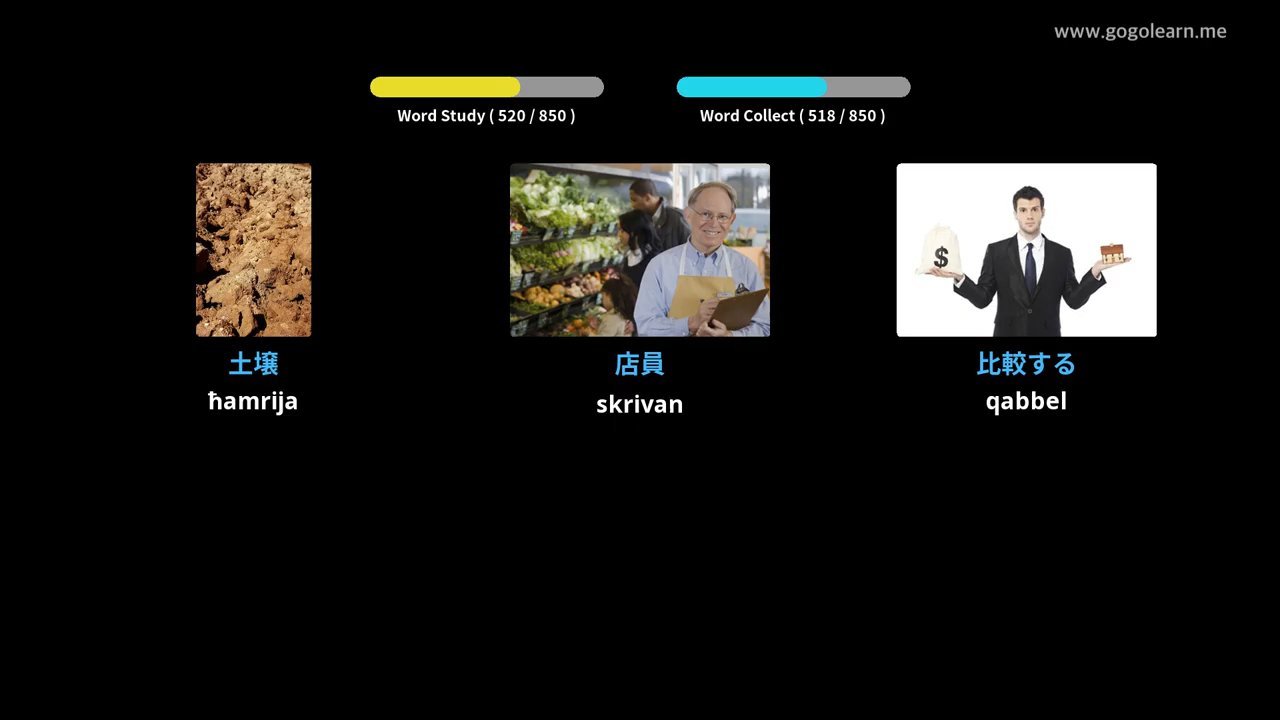 www.gogolearn.me
Word Study ( 520 / 850 )
Word Collect ( 518 / 850 )
$
土壌
ħamrija
店員
skrivan
比較する
qabbel